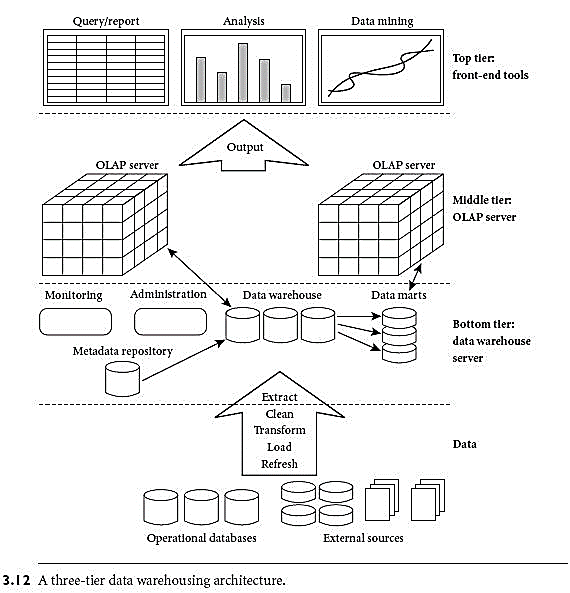 Query/report
Analysis
Data mining
Top tier:
front-end tools
Output
OLAP server
OLAP server
Middle tier:
OLAP server
Monitoring
Administration
Data warehouse
Data marts
Metadata repository
Bottom tier:
data warehouse
server
Extract
Clean
Transform
Load
Refresh
Data
Operational databases
External sources
3.12 A three-tier data warehousing architecture.